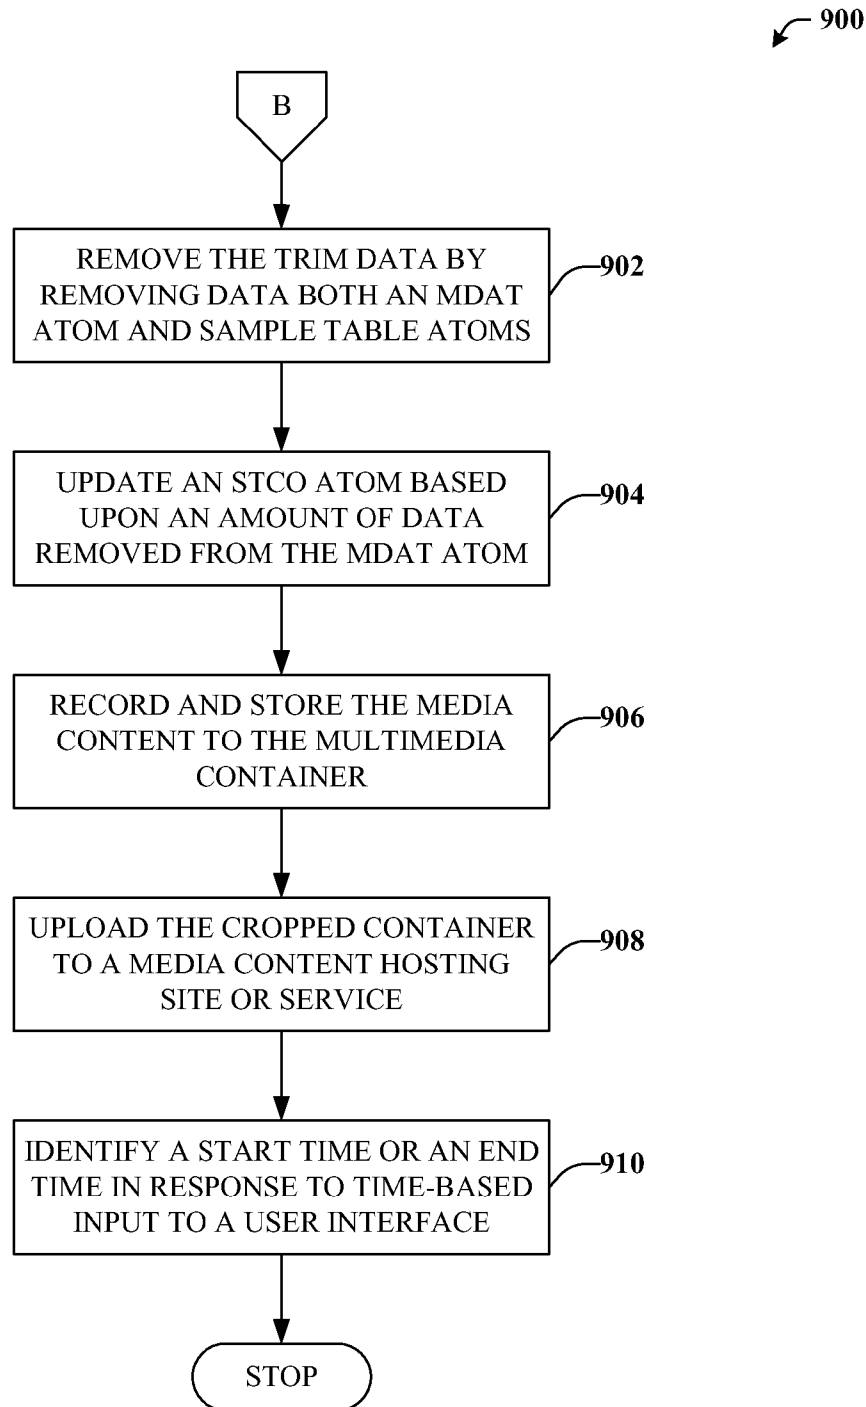 900
B
REMOVE THE TRIM DATA BY
REMOVING DATA BOTH AN MDAT
ATOM AND SAMPLE TABLE ATOMS
902
UPDATE AN STCO ATOM BASED
UPON AN AMOUNT OF DATA
REMOVED FROM THE MDAT ATOM
904
RECORD AND STORE THE MEDIA
CONTENT TO THE MULTIMEDIA
CONTAINER
906
UPLOAD THE CROPPED CONTAINER
TO A MEDIA CONTENT HOSTING
SITE OR SERVICE
908
IDENTIFY A START TIME OR AN END
TIME IN RESPONSE TO TIME-BASED
INPUT TO A USER INTERFACE
910
STOP